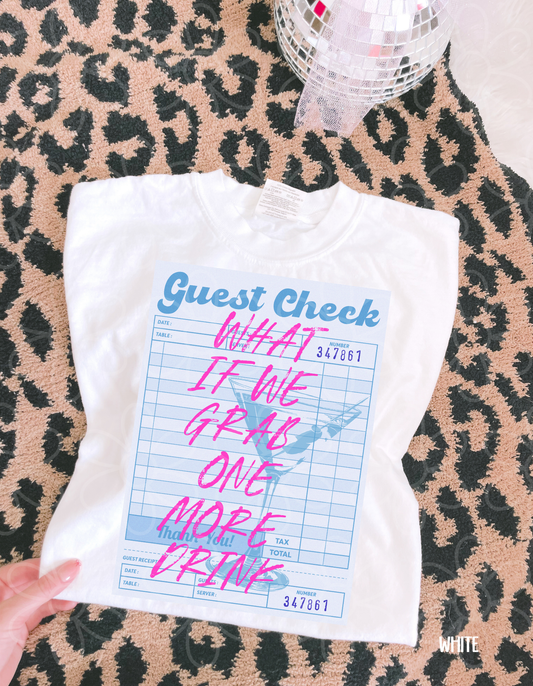 Guest Check
DATE :
WHAT
TABLE :
NUMBER
347861
IF WE
GRAB
ONE
MORE
Thank You!
TAX
TOTAL
DRINK
GUEST RECEIPT
DATE :
NUMBER
TABLE :
SERVER :
347861
WHITE